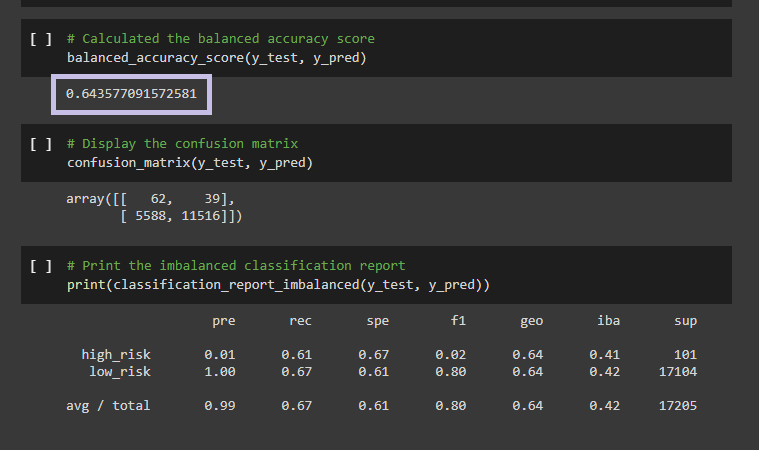 [ ] # Calculated the balanced accuracy score
balanced_accuracy_score(y_test, y_pred)
0.643577091572581
[ ] # Display the confusion matrix
confusion_matrix(y_test, y_pred)
array([[   62,    39],
       [ 5588, 11516]])
[ ] # Print the imbalanced classification report
print(classification_report_imbalanced(y_test, y_pred))
pre rec spe f1 geo iba sup
high_risk 0.01 0.61 0.67 0.02 0.64 0.41 101
low_risk 1.00 0.67 0.61 0.80 0.64 0.42 17104
avg / total 0.99 0.67 0.61 0.80 0.64 0.42 17205